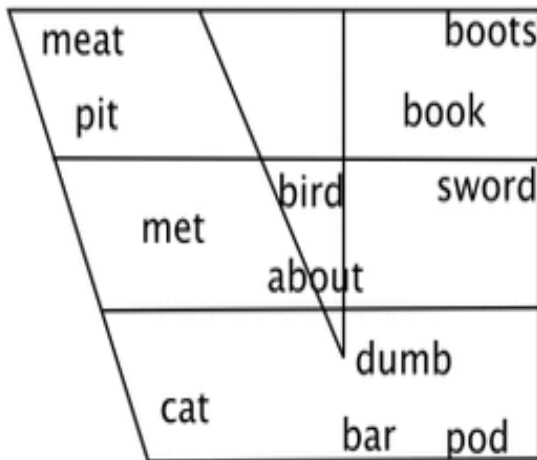 meat boots
pit book
bird sword
met
about
dumb
cat
bar pod